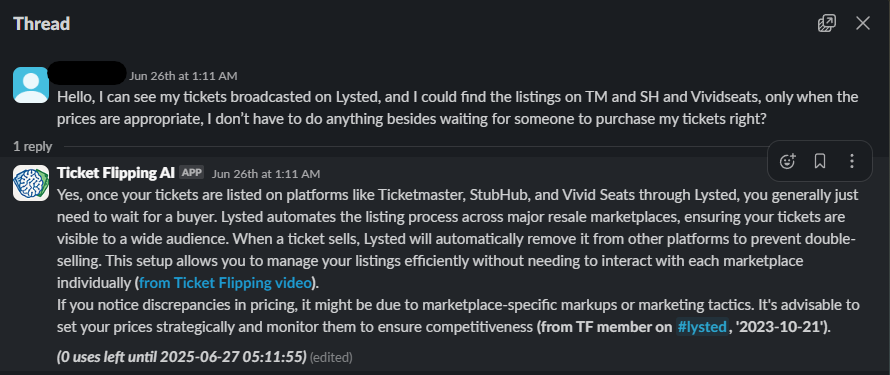 Thread
Jun 26th at 1:11 AM
Hello, I can see my tickets broadcasted on Lysted, and I could find the listings on TM and SH and Vividseats, only when the
prices are appropriate, I don't have to do anything besides waiting for someone to purchase my tickets right?
1 reply
Ticket Flipping AI APP Jun 26th at 1:11 AM
Yes, once your tickets are listed on platforms like Ticketmaster, StubHub, and Vivid Seats through Lysted, you generally just
need to wait for a buyer. Lysted automates the listing process across major resale marketplaces, ensuring your tickets are
visible to a wide audience. When a ticket sells, Lysted will automatically remove it from other platforms to prevent double-
selling. This setup allows you to manage your listings efficiently without needing to interact with each marketplace
individually (from Ticket Flipping video).
If you notice discrepancies in pricing, it might be due to marketplace-specific markups or marketing tactics. It's advisable to
set your prices strategically and monitor them to ensure competitiveness (from TF member on #lysted, '2023-10-21').
(0 uses left until 2025-06-27 05:11:55) (edited)